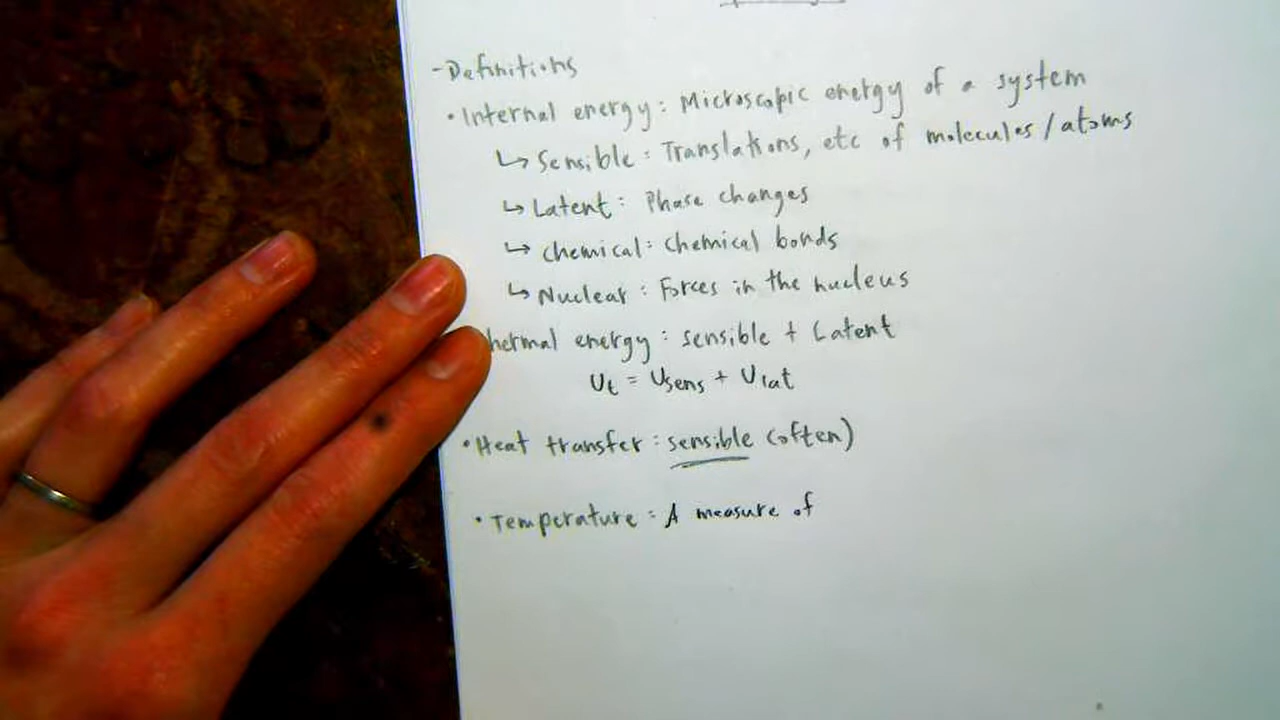 - Definitions
• Internal energy: Microscopic energy of a system
↳ Sensible: Translations, etc of molecules/atoms
↳ Latent: Phase changes
↳ chemical: chemical bonds
↳ Nuclear: Forces in the nucleus
hermal energy: sensible + Latent
Ut = Usens + Ulat
• Heat transfer: sensible (often)
• Temperature: A measure of